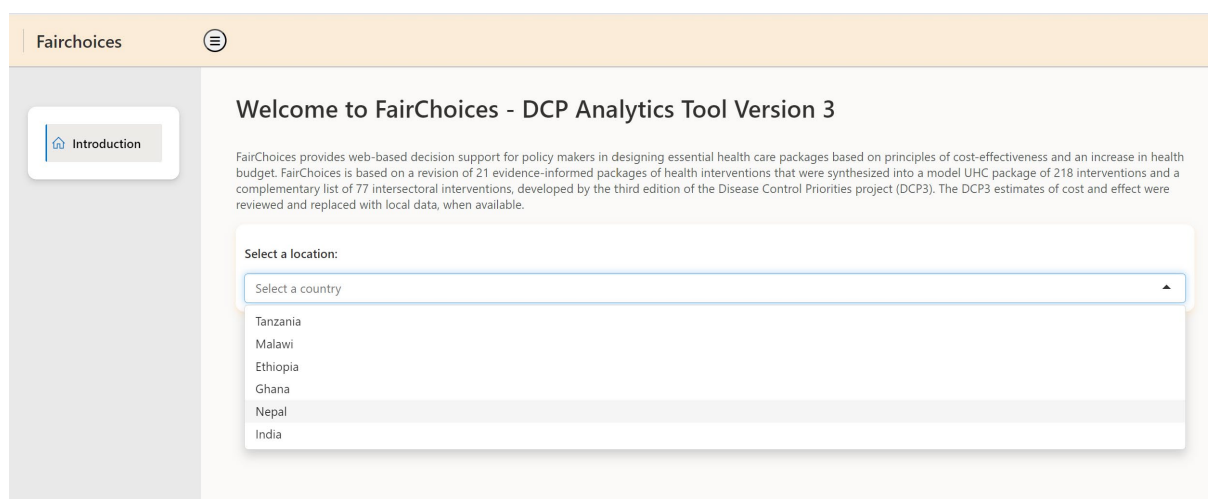 Fairchoices
Introduction
Welcome to FairChoices - DCP Analytics Tool Version 3
FairChoices provides web-based decision support for policy makers in designing essential health care packages based on principles of cost-effectiveness and an increase in health
budget. FairChoices is based on a revision of 21 evidence-informed packages of health interventions that were synthesized into a model UHC package of 218 interventions and a
complementary list of 77 intersectoral interventions, developed by the third edition of the Disease Control Priorities project (DCP3). The DCP3 estimates of cost and effect were
reviewed and replaced with local data, when available.
Select a location:
Select a country
Tanzania
Malawi
Ethiopia
Ghana
Nepal
India